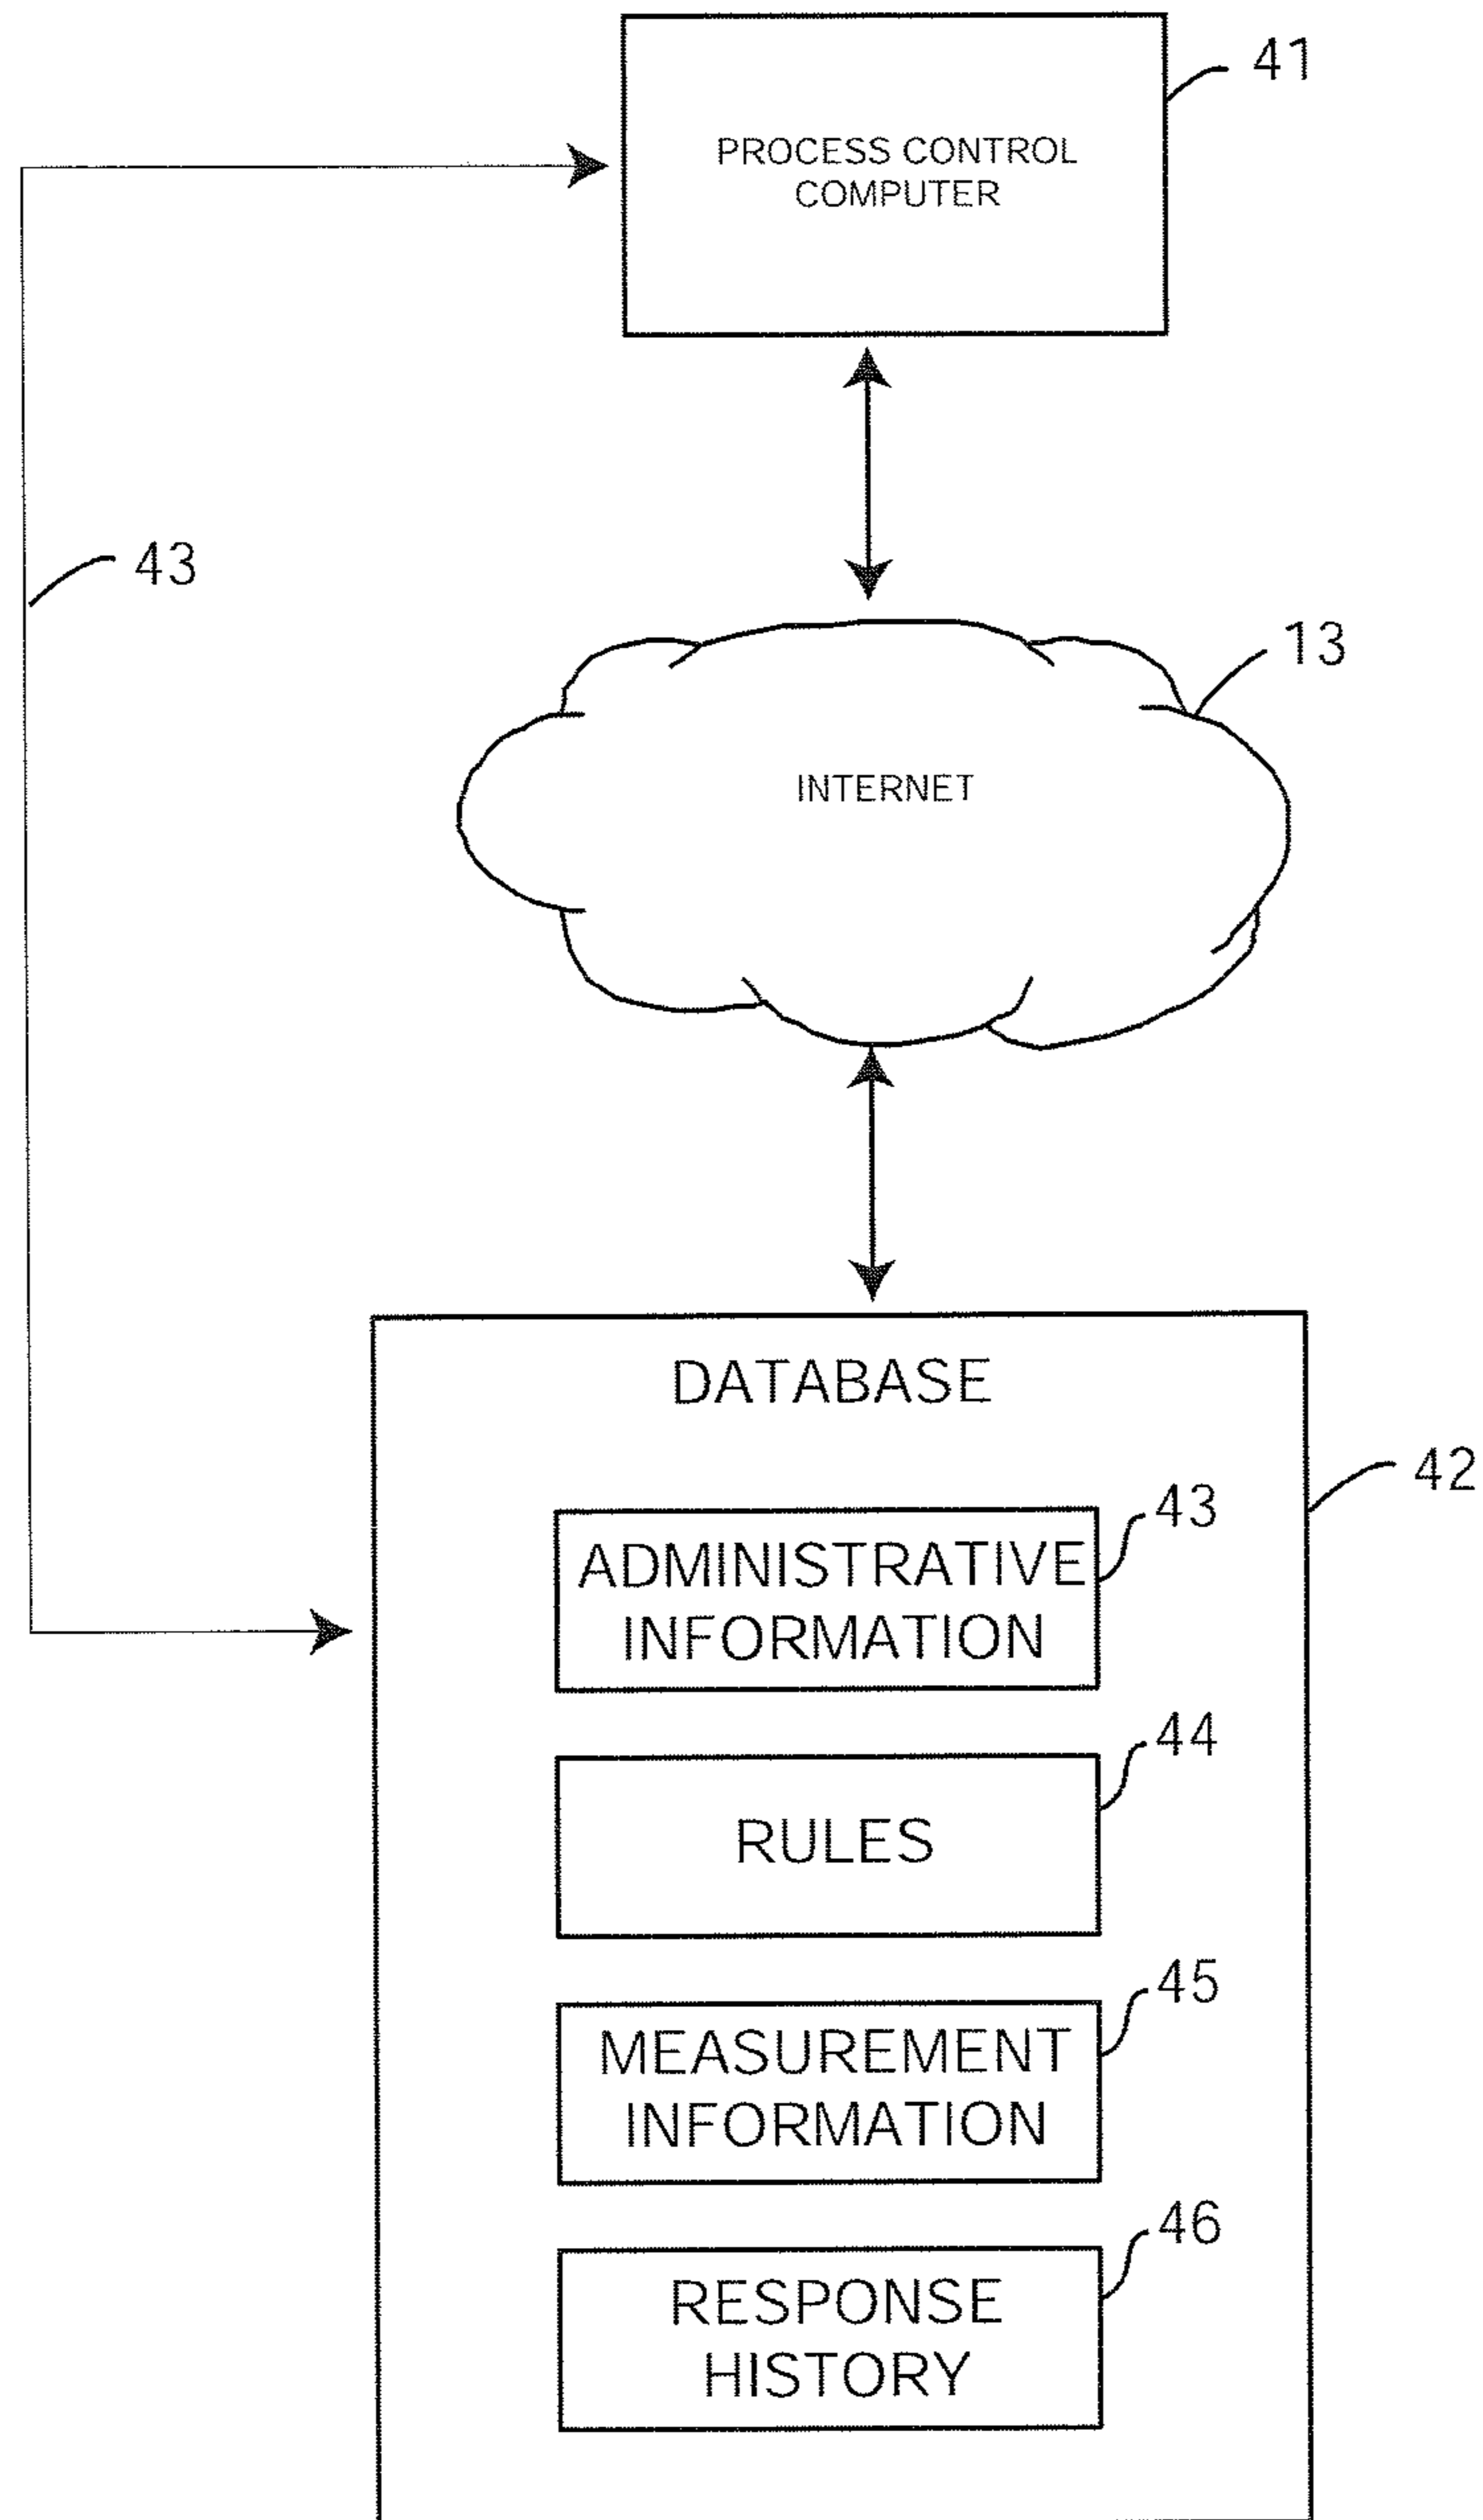 41
PROCESS CONTROL
COMPUTER
43
13
INTERNET
DATABASE
42
43
ADMINISTRATIVE
INFORMATION
44
RULES
45
MEASUREMENT
INFORMATION
46
RESPONSE
HISTORY